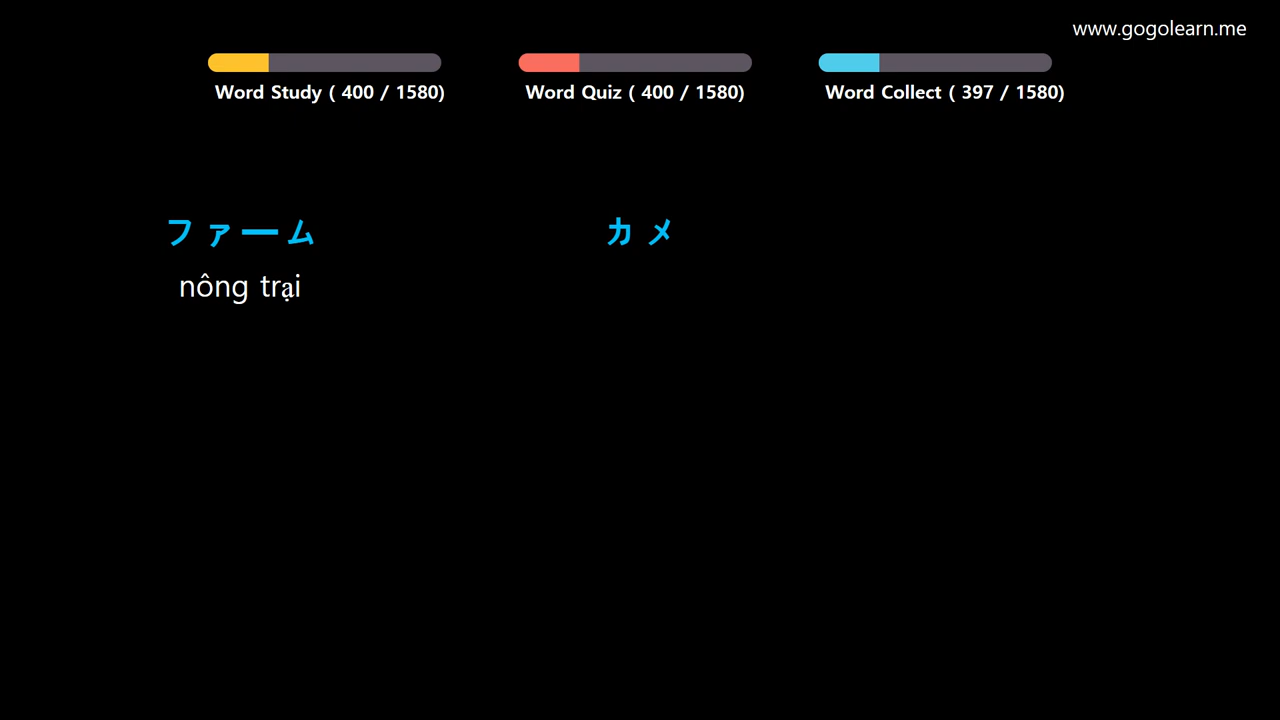 www.gogolearn.me
Word Study ( 400 / 1580)
Word Quiz ( 400 / 1580)
Word Collect ( 397 / 1580)
ファーム
カメ
nông trại